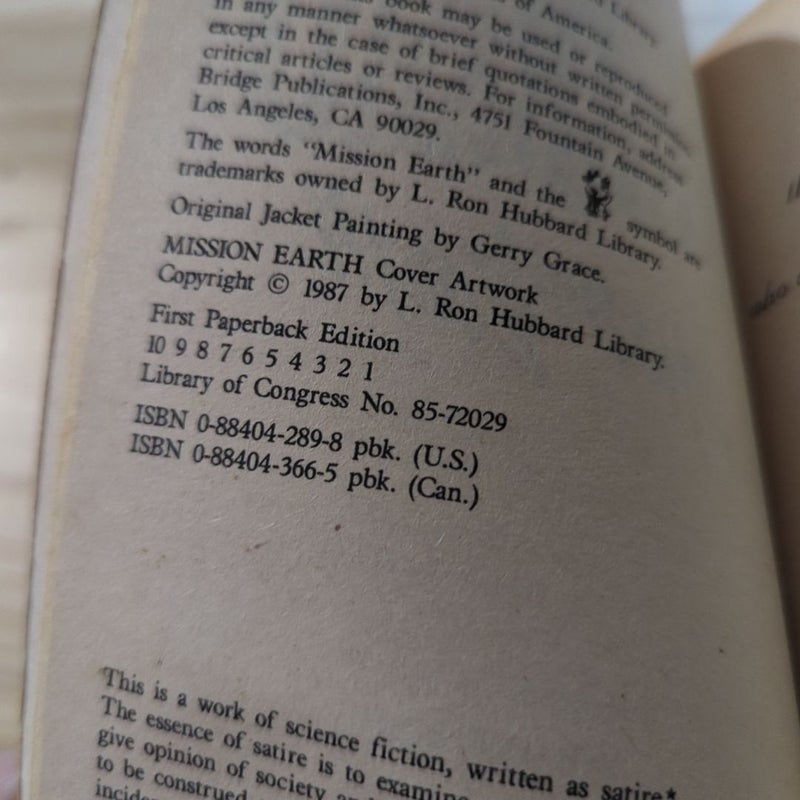 of America.
Library
book may be used or reproduced
in any manner whatsoever without written permission
except in the case of brief quotations embodied in
critical articles or reviews. For information, address
Bridge Publications, Inc., 4751 Fountain Avenue,
Los Angeles, CA 90029.
The words "Mission Earth" and the symbol are
trademarks owned by L. Ron Hubbard Library.
Original Jacket Painting by Gerry Grace.
MISSION EARTH Cover Artwork
Copyright © 1987 by L. Ron Hubbard Library.
First Paperback Edition
10 9 8 7 6 5 4 3 2 1
Library of Congress No. 85-72029
ISBN 0-88404-289-8 pbk. (U.S.)
ISBN 0-88404-366-5 pbk. (Can.)
This is a work of science fiction, written as satire*
The essence of satire is to examine
give opinion of society
to be construed